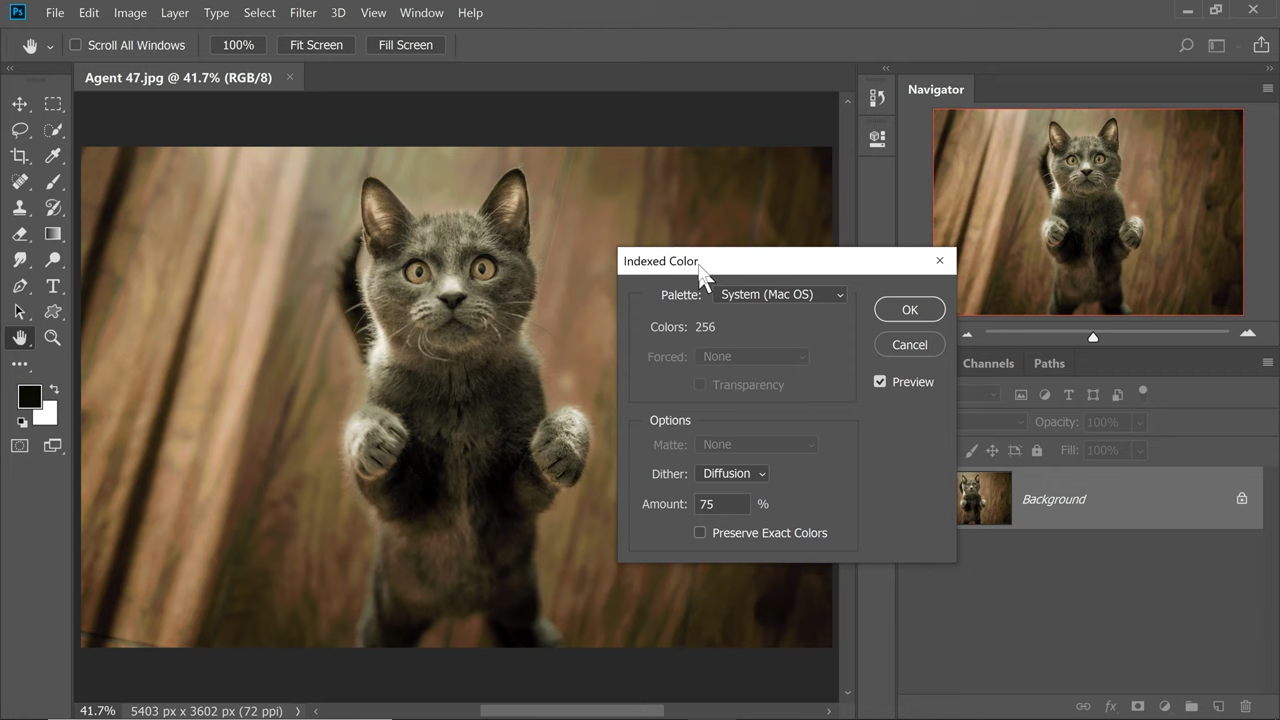 Ps File Edit Image Layer Type Select Filter 3D View Window Help
Scroll All Windows 100% Fit Screen Fill Screen
Agent 47.jpg @ 41.7% (RGB/8)
Navigator
Indexed Color
Palette: System (Mac OS)
OK
Colors: 256
Cancel
Forced: None
Preview
Transparency
Options
Matte: None
Dither: Diffusion
Amount: 75 %
Preserve Exact Colors
Channels Paths
Opacity: 100%
Fill: 100%
Background
41.7% 5403 px x 3602 px (72 ppi)